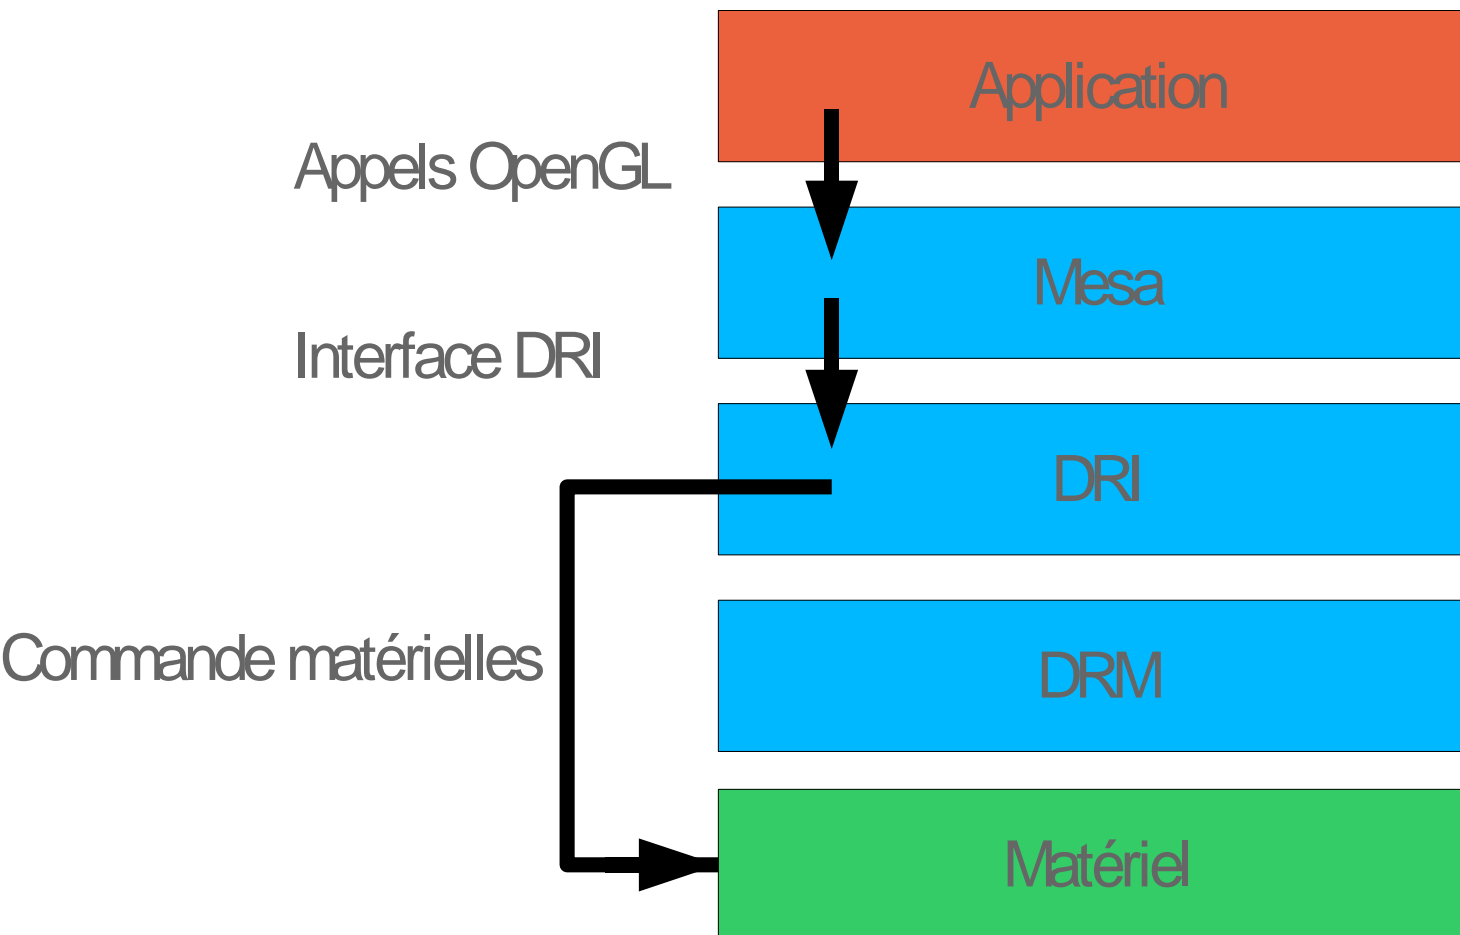 Application
Appels OpenGL
Mesa
Interface DRI
DRI
Commande matérielles
DRM
Matériel